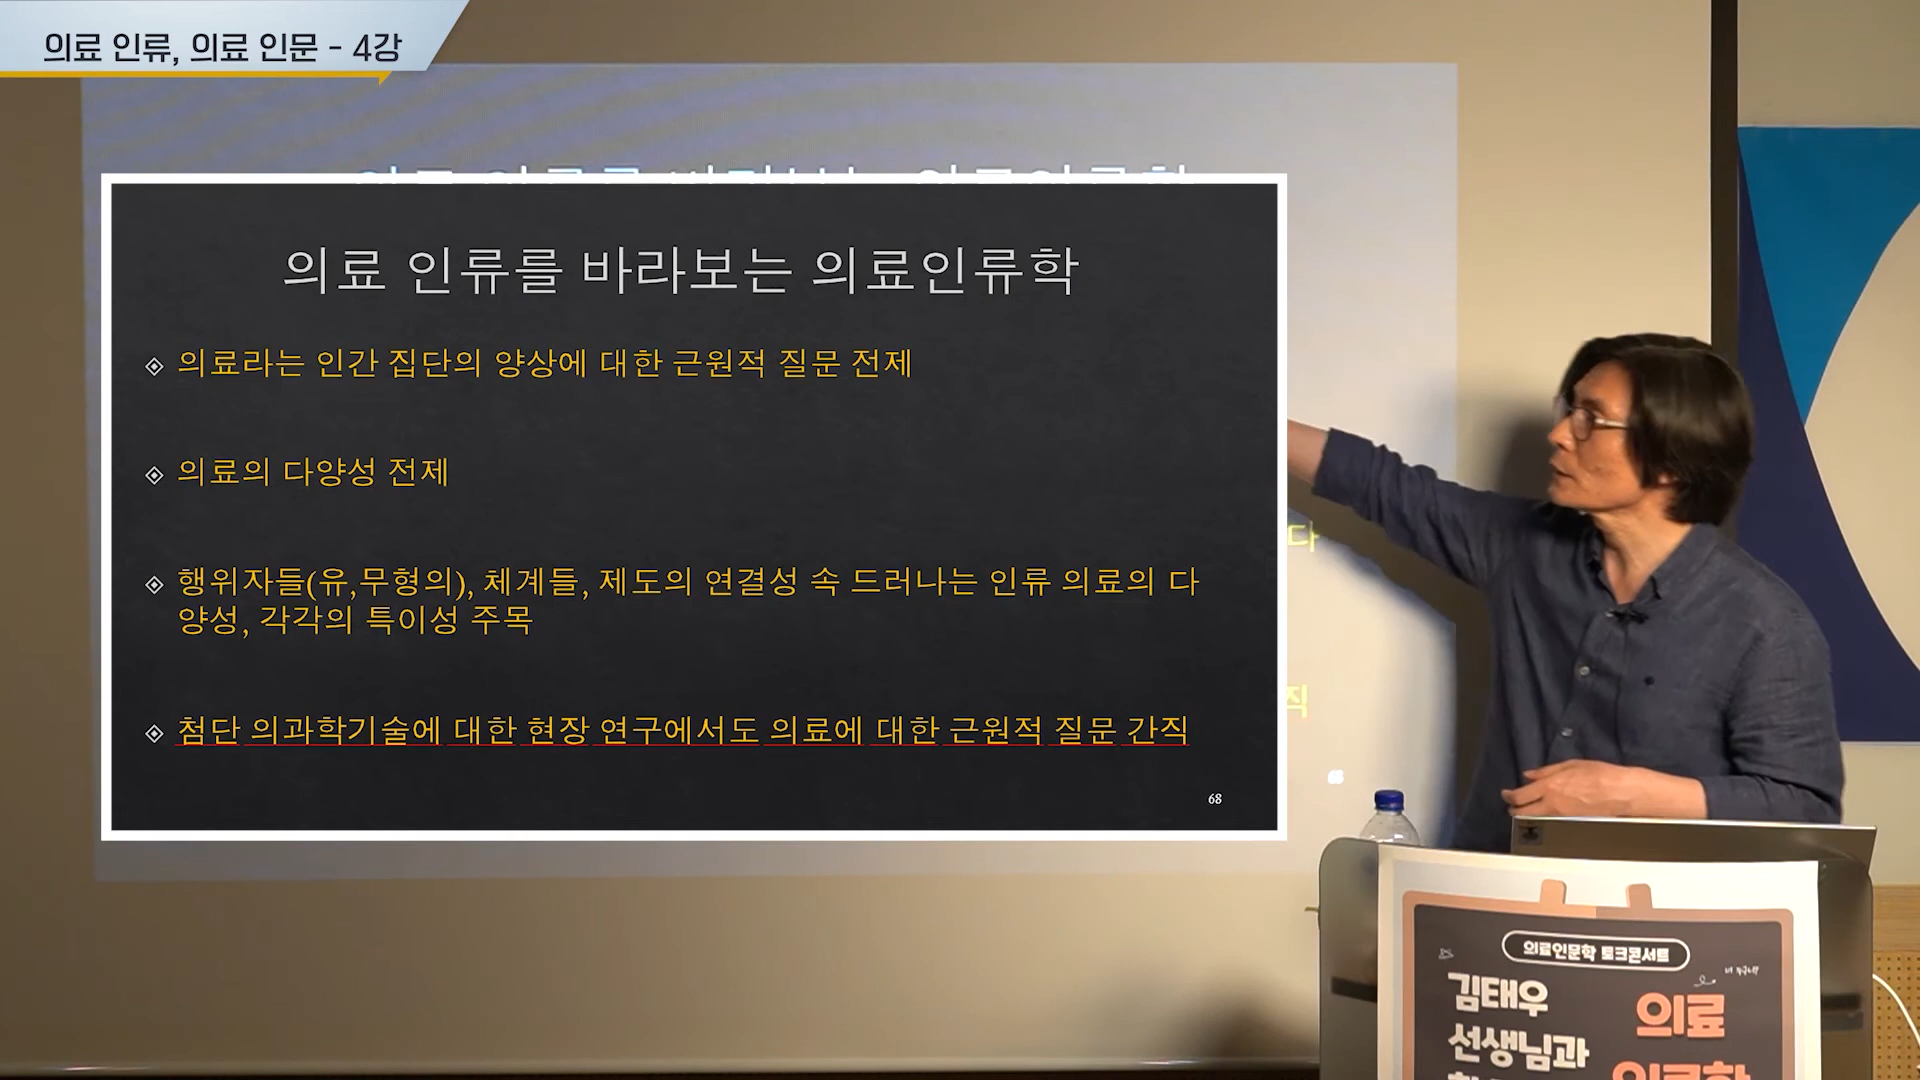 의료 인류, 의료 인문 - 4강
의료 인류를 바라보는 의료인류학
의료라는 인간 집단의 양상에 대한 근원적 질문 전제
의료의 다양성 전제
행위자들(유,무형의), 체계들, 제도의 연결성 속 드러나는 인류 의료의 다
양성, 각각의 특이성 주목
첨단 의과학기술에 대한 현장 연구에서도 의료에 대한 근원적 질문 간직
68
다
직
의료인문학 토크콘서트
김태우
선생님과
의료